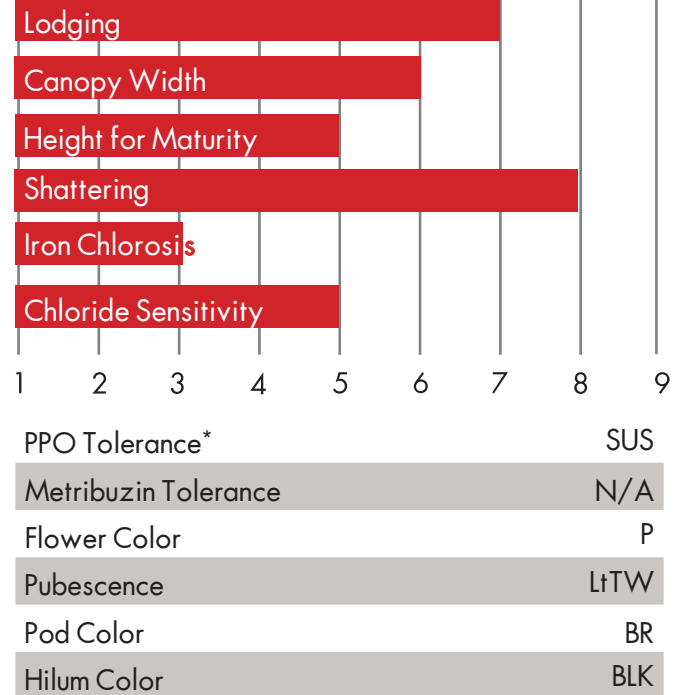 Lodging
Canopy Width
Height for Maturity
Shattering
Iron Chlorosis
Chloride Sensitivity
1 2 3 4 5 6 7 8 9
PPO Tolerance* SUS
Metribuzin Tolerance N/A
Flower Color P
Pubescence LtTW
Pod Color BR
Hilum Color BLK